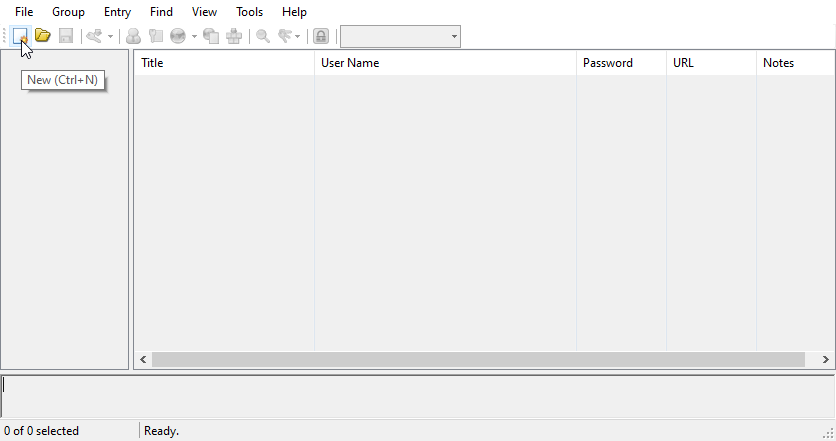 File Group Entry Find View Tools Help
New (Ctrl+N)
Title User Name Password URL Notes
0 of 0 selected Ready.